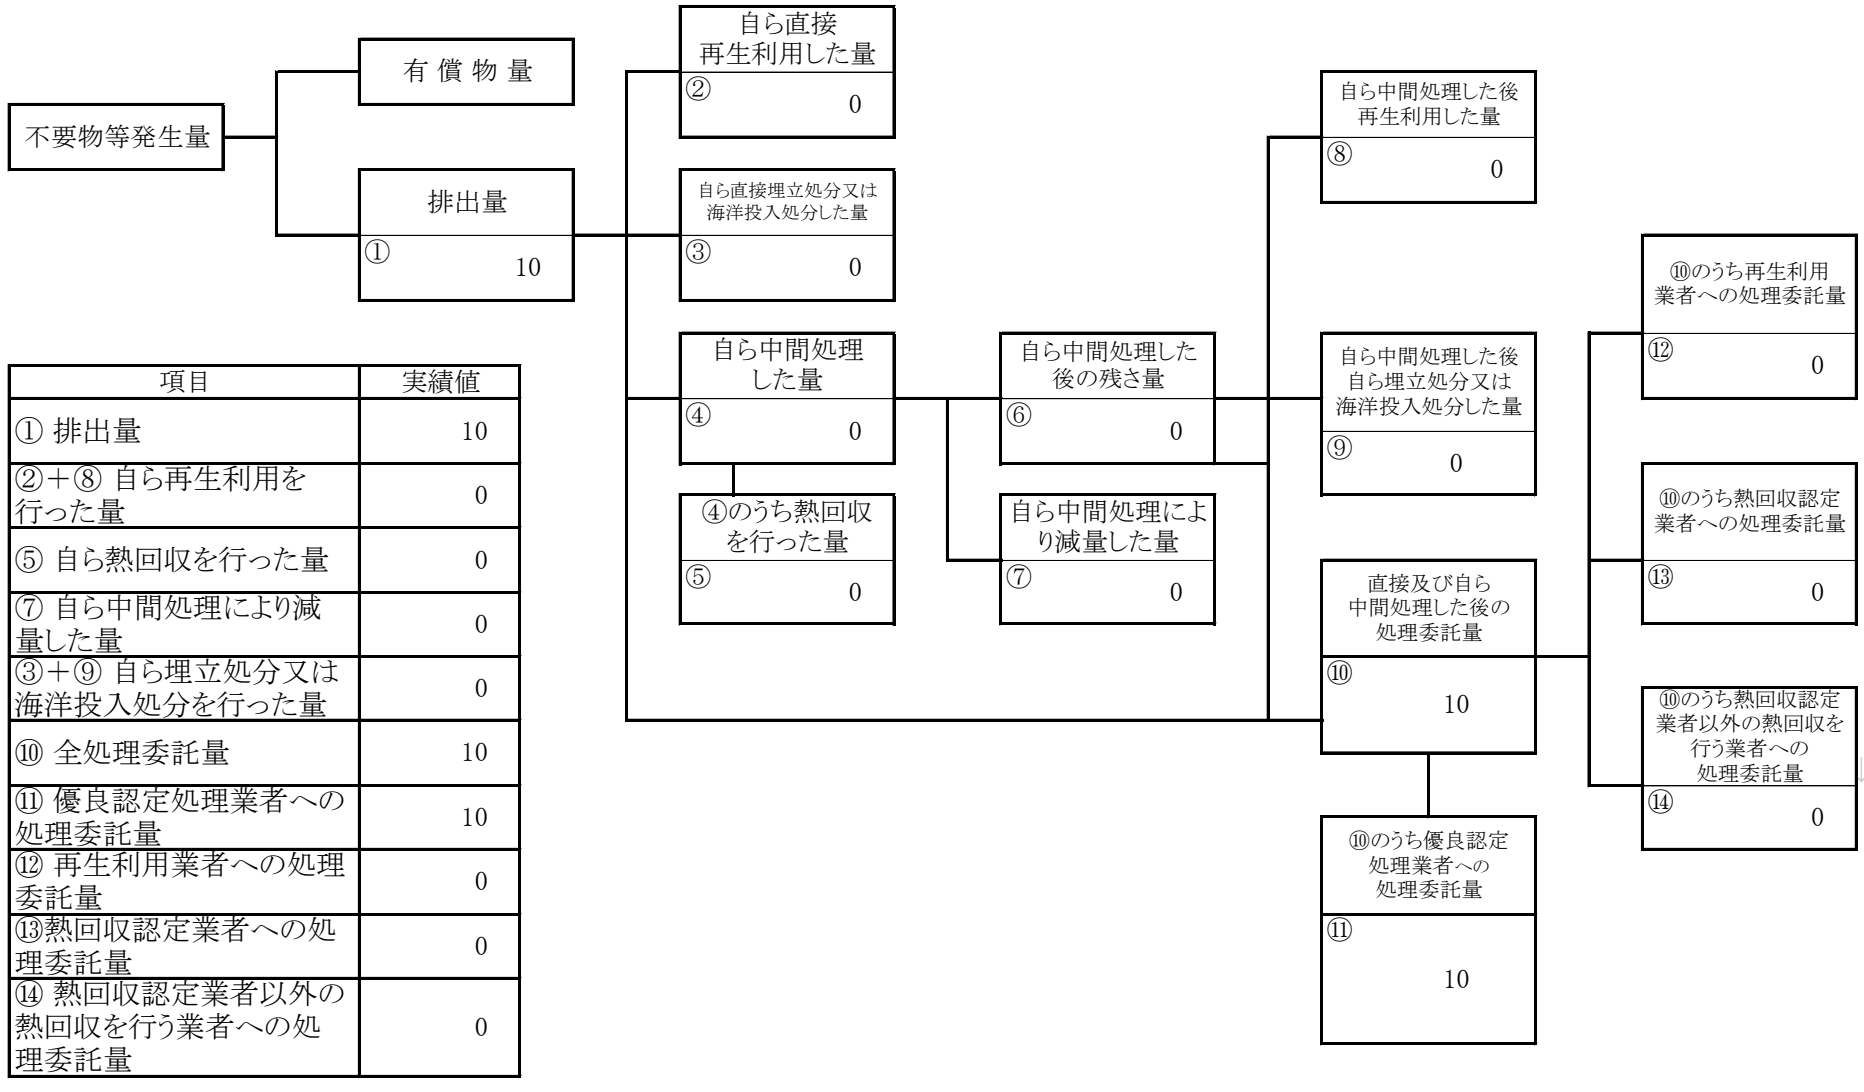 不要物等発生量
有 償 物 量
排出量
①
10
自ら直接
再生利用した量
②
0
自ら直接埋立処分又は
海洋投入処分した量
③
0
自ら中間処理
した量
④
0
④のうち熱回収
を行った量
⑤
0
自ら中間処理した
後の残さ量
⑥
0
自ら中間処理によ
り減量した量
⑦
0
自ら中間処理した後
再生利用した量
⑧
0
自ら中間処理した後
自ら埋立処分又は
海洋投入処分した量
⑨
0
直接及び自ら
中間処理した後の
処理委託量
⑩
10
⑩のうち優良認定
処理業者への
処理委託量
⑪
10
⑩のうち再生利用
業者への処理委託量
⑫
0
⑩のうち熱回収認定
業者への処理委託量
⑬
0
⑩のうち熱回収認定
業者以外の熱回収を
行う業者への
処理委託量
⑭
0
↓
項目 実績値
① 排出量 10
②+⑧ 自ら再生利用を
行った量 0
⑤ 自ら熱回収を行った量 0
⑦ 自ら中間処理により減
量した量 0
③+⑨ 自ら埋立処分又は
海洋投入処分を行った量 0
⑩ 全処理委託量 10
⑪ 優良認定処理業者への
処理委託量 10
⑫ 再生利用業者への処理
委託量 0
⑬熱回収認定業者への処
理委託量 0
⑭ 熱回収認定業者以外の
熱回収を行う業者への処
理委託量 0